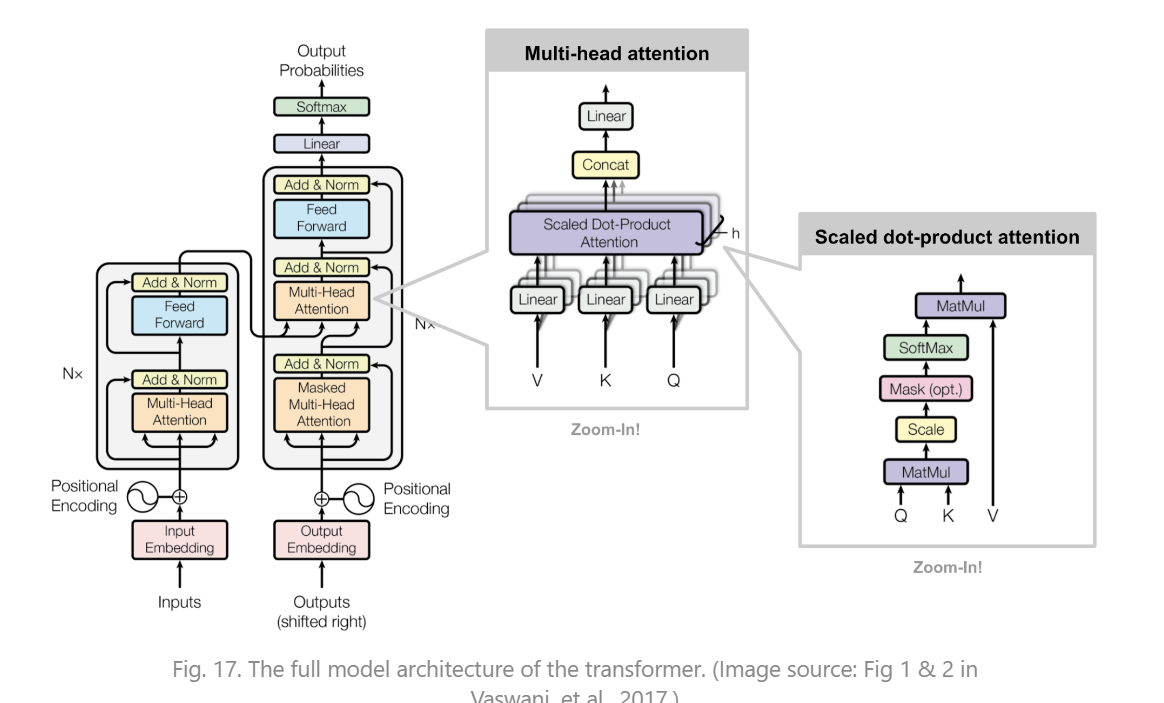 Output
Probabilities
Softmax
Linear
Add & Norm
Feed
Forward
Add & Norm
Multi-Head
Attention
Nx
Add & Norm
Masked
Multi-Head
Attention
Add & Norm
Feed
Forward
Nx
Add & Norm
Multi-Head
Attention
Positional
Encoding
Positional
Encoding
Input
Embedding
Output
Embedding
Inputs
Outputs
(shifted right)
Multi-head attention
Linear
Concat
Scaled Dot-Product
Attention
h
Linear
Linear
Linear
V
K
Q
Zoom-In!
Scaled dot-product attention
MatMul
SoftMax
Mask (opt.)
Scale
MatMul
Q
K
V
Zoom-In!
Fig. 17. The full model architecture of the transformer. (Image source: Fig 1 & 2 in
Vaswani, et al., 2017.)